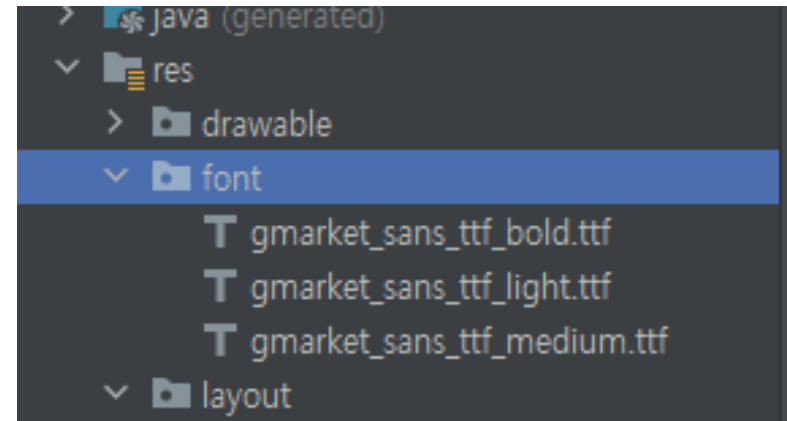 java (generated)
res
drawable
font
gmarket_sans_ttf_bold.ttf
gmarket_sans_ttf_light.ttf
gmarket_sans_ttf_medium.ttf
layout